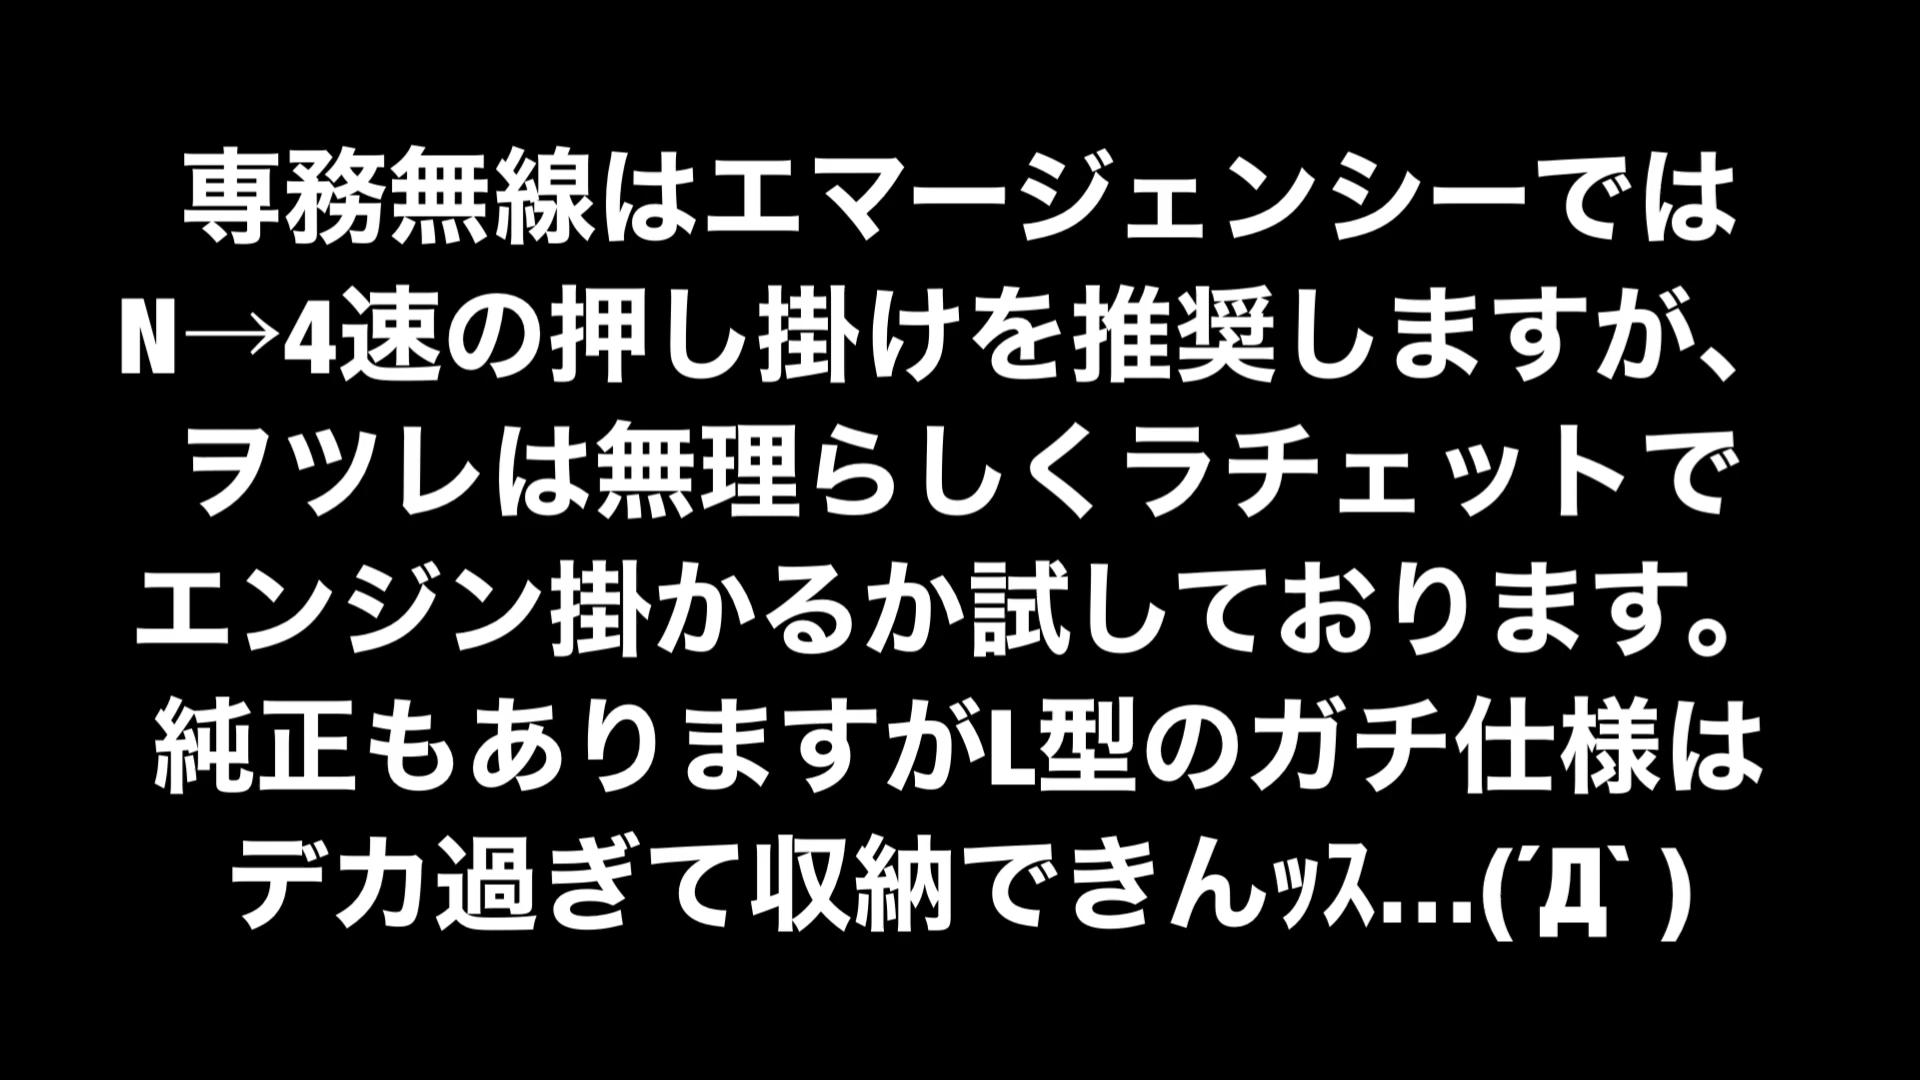 専務無線はエマージェンシーでは
N→4速の押し掛けを推奨しますが、
ヲツレは無理らしくラチェットで
エンジン掛かるか試しております。
純正もありますがL型のガチ仕様は
デカ過ぎて収納できんｯｽ...(´Д` )